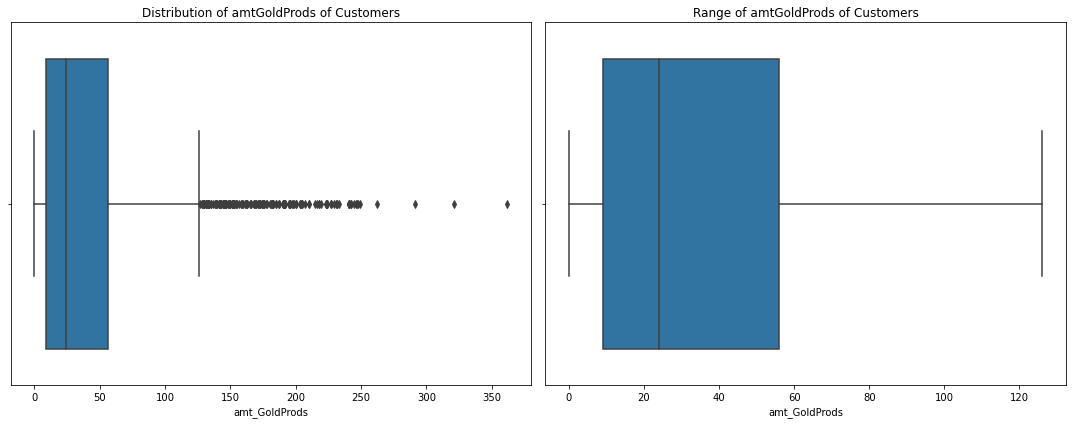 Distribution of amtGoldProds of Customers
0 50 100 150 200 250 300 350
amt_GoldProds
Range of amtGoldProds of Customers
0 20 40 60 80 100 120
amt_GoldProds